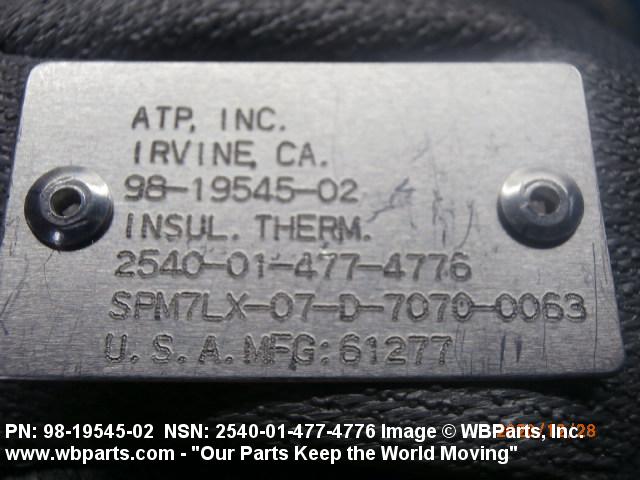 ATP, INC.
IRVINE, CA.
98-19545-02
INSUL. THERM.
2540-01-477-4776
SPM7LX-07-D-7070-0063
U.S.A. MFG: 61277
PN: 98-19545-02 NSN: 2540-01-477-4776 Image © WBParts, Inc.
www.wbparts.com - "Our Parts Keep the World Moving"